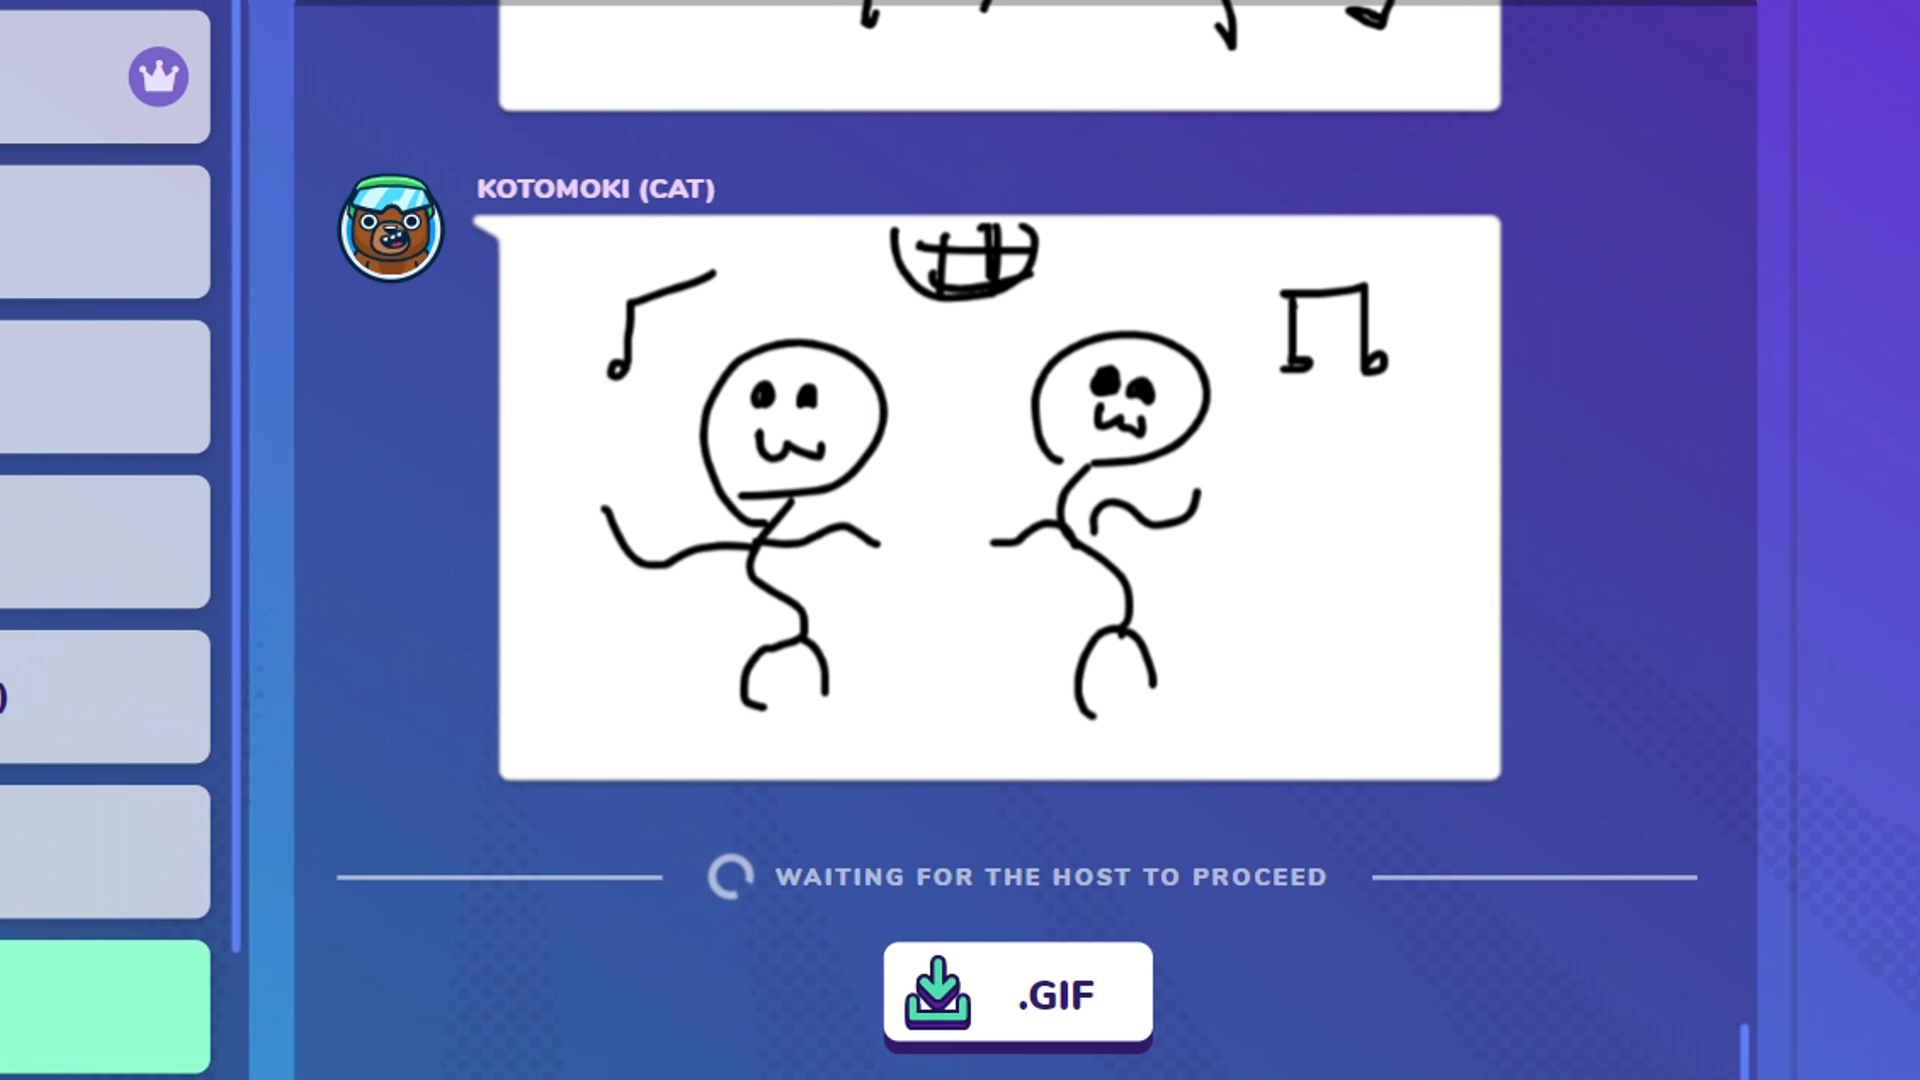 KOTOMOKI (CAT)
)
WAITING FOR THE HOST TO PROCEED
.GIF